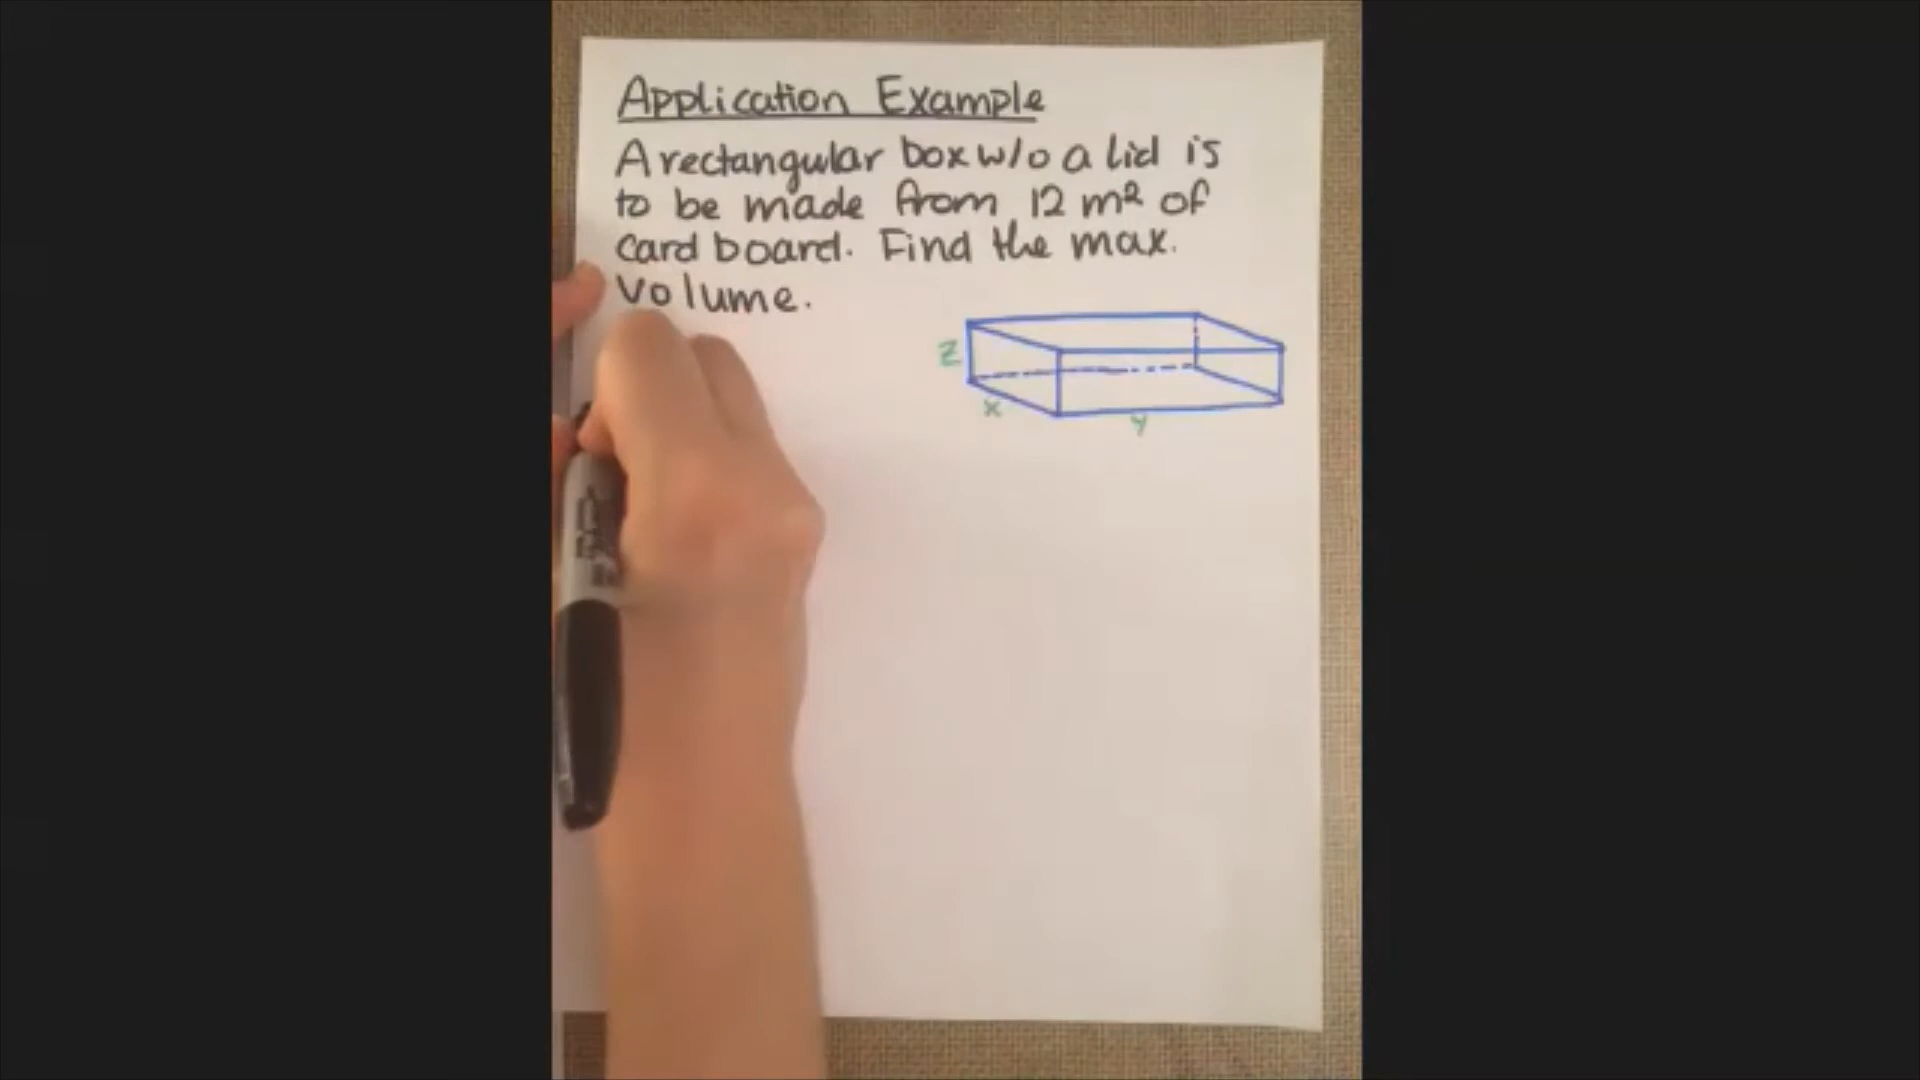 Application Example
A rectangular box w/o a lid is
to be made from 12 m² of
cardboard. Find the max.
volume.
z
x
y